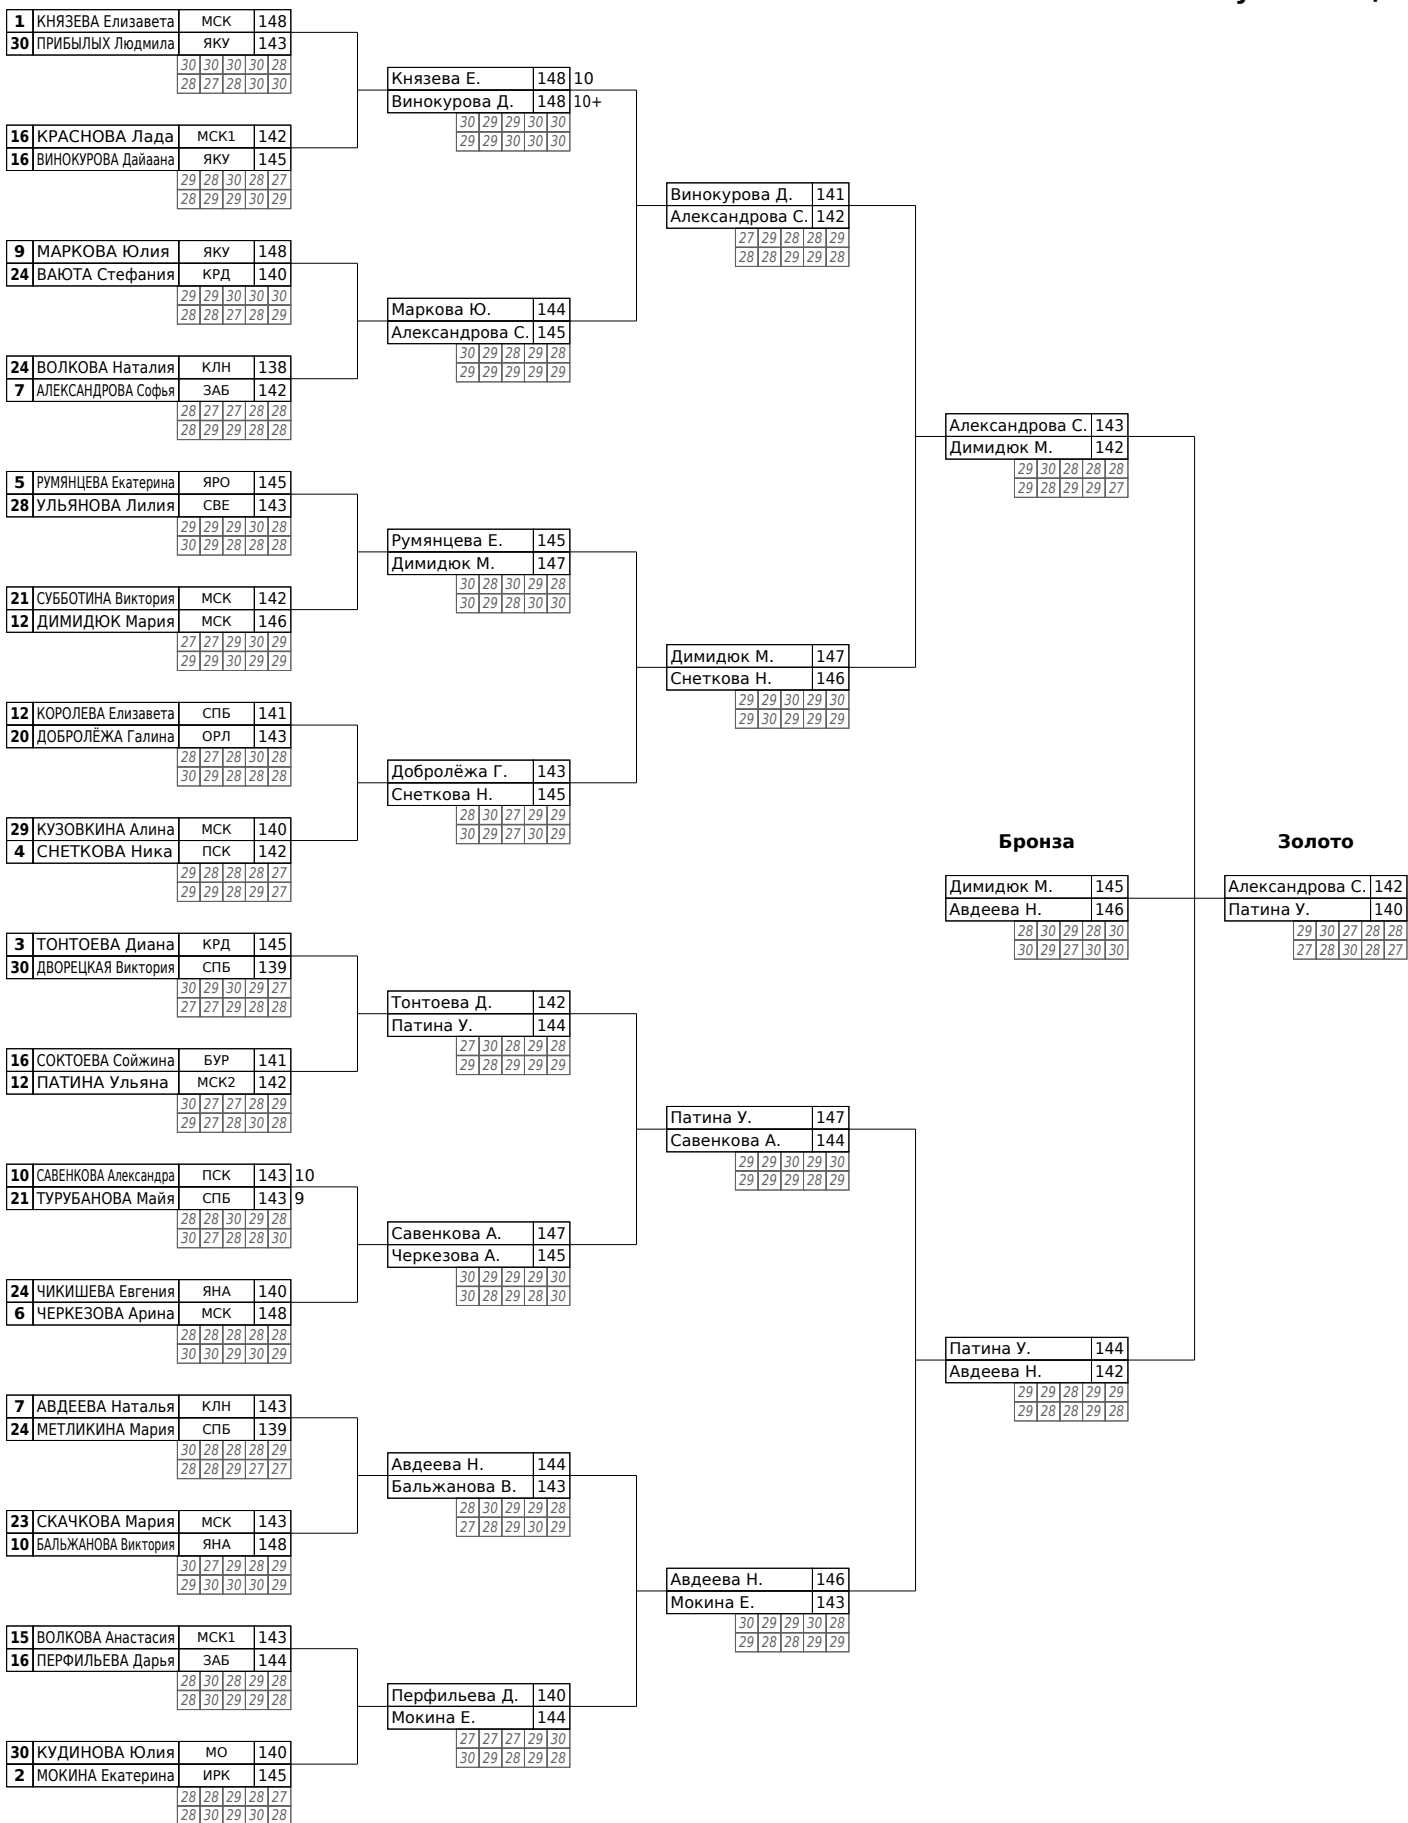 1 КНЯЗЕВА Елизавета МСК 148
30 ПРИБЫЛЫХ Людмила ЯКУ 143
30 30 30 30 28
28 27 28 30 30
16 КРАСНОВА Лада МСК1 142
16 ВИНОКУРОВА Дайаана ЯКУ 145
29 28 30 28 27
28 29 29 30 29
9 МАРКОВА Юлия ЯКУ 148
24 ВАЮТА Стефания КРД 140
29 29 30 30 30
28 28 27 28 29
24 ВОЛКОВА Наталия КЛН 138
7 АЛЕКСАНДРОВА Софья ЗАБ 142
28 27 27 28 28
28 29 29 28 28
5 РУМЯНЦЕВА Екатерина ЯРО 145
28 УЛЬЯНОВА Лилия СВЕ 143
29 29 29 30 28
30 29 28 28 28
21 СУББОТИНА Виктория МСК 142
12 ДИМИДЮК Мария МСК 146
27 27 29 30 29
29 29 30 29 29
12 КОРОЛЕВА Елизавета СПБ 141
20 ДОБРОЛЁЖА Галина ОРЛ 143
28 27 28 30 28
30 29 28 28 28
29 КУЗОВКИНА Алина МСК 140
4 СНЕТКОВА Ника ПСК 142
29 28 28 28 27
29 29 28 29 27
3 ТОНТОЕВА Диана КРД 145
30 ДВОРЕЦКАЯ Виктория СПБ 139
30 29 30 29 27
27 27 29 28 28
16 СОКТОЕВА Сойжина БУР 141
12 ПАТИНА Ульяна МСК2 142
30 27 27 28 29
29 27 28 30 28
10 САВЕНКОВА Александра ПСК 143 10
21 ТУРУБАНОВА Майя СПБ 143 9
28 28 30 29 28
30 27 28 28 30
24 ЧИКИШЕВА Евгения ЯНА 140
6 ЧЕРКЕЗОВА Арина МСК 148
28 28 28 28 28
30 30 29 30 29
7 АВДЕЕВА Наталья КЛН 143
24 МЕТЛИКИНА Мария СПБ 139
30 28 28 28 29
28 28 29 27 27
23 СКАЧКОВА Мария МСК 143
10 БАЛЬЖАНОВА Виктория ЯНА 148
30 27 29 28 29
29 30 30 30 29
15 ВОЛКОВА Анастасия МСК1 143
16 ПЕРФИЛЬЕВА Дарья ЗАБ 144
28 30 28 29 28
28 30 29 29 28
30 КУДИНОВА Юлия МО 140
2 МОКИНА Екатерина ИРК 145
28 28 29 28 27
28 30 29 30 28
Князева Е. 148 10
Винокурова Д. 148 10+
30 29 29 30 30
29 29 30 30 30
Маркова Ю. 144
Александрова С. 145
30 29 28 29 28
29 29 29 29 29
Румянцева Е. 145
Димидюк М. 147
30 28 30 29 28
30 29 28 30 30
Добролёжа Г. 143
Снеткова Н. 145
28 30 27 29 29
30 29 27 30 29
Тонтоева Д. 142
Патина У. 144
27 30 28 29 28
29 28 29 29 29
Савенкова А. 147
Черкезова А. 145
30 29 29 29 30
30 28 29 28 30
Авдеева Н. 144
Бальжанова В. 143
28 30 29 29 28
27 28 29 30 29
Перфильева Д. 140
Мокина Е. 144
27 27 27 29 30
30 29 28 29 28
Винокурова Д. 141
Александрова С. 142
27 29 28 28 29
28 28 29 29 28
Димидюк М. 147
Снеткова Н. 146
29 29 30 29 30
29 30 29 29 29
Патина У. 147
Савенкова А. 144
29 29 30 29 30
29 29 29 28 29
Авдеева Н. 146
Мокина Е. 143
30 29 29 30 28
29 28 28 29 29
Александрова С. 143
Димидюк М. 142
29 30 28 28 28
29 28 29 29 27
Патина У. 144
Авдеева Н. 142
29 29 28 29 29
29 28 28 29 28
Бронза
Димидюк М. 145
Авдеева Н. 146
28 30 29 28 30
30 29 27 30 30
Золото
Александрова С. 142
Патина У. 140
29 30 27 28 28
27 28 30 28 27